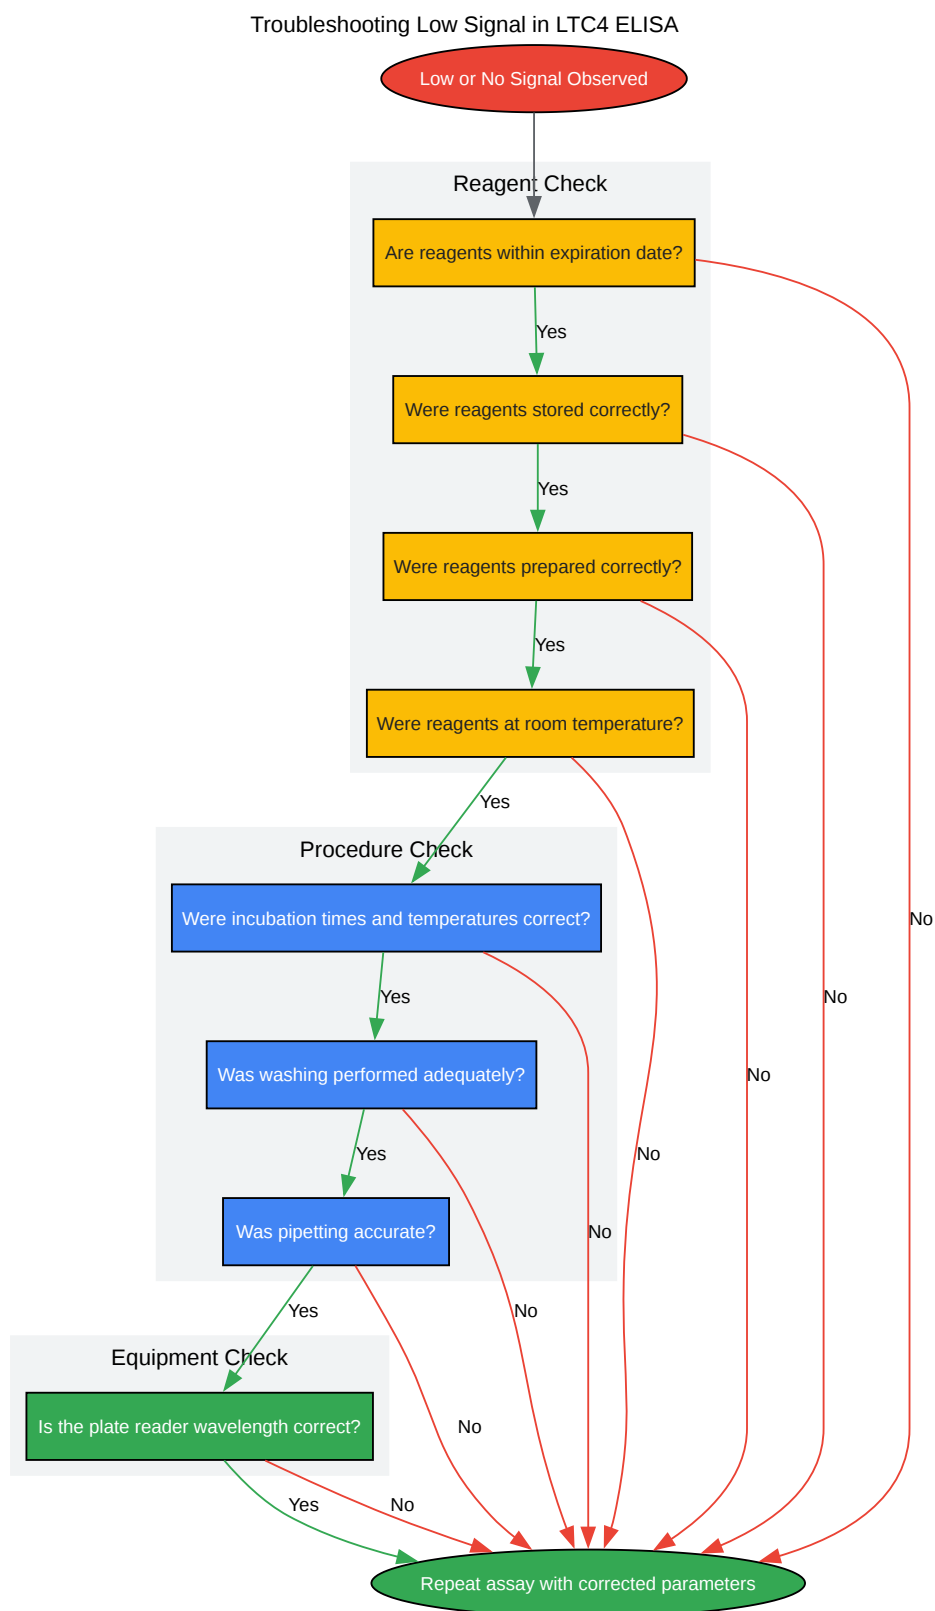 Troubleshooting Low Signal in LTC4 ELISA
Low or No Signal Observed
Reagent Check
Are reagents within expiration date?
Yes
Were reagents stored correctly?
Yes
Were reagents prepared correctly?
Yes
Were reagents at room temperature?
Yes
Procedure Check
Were incubation times and temperatures correct?
No
Yes
No
Was washing performed adequately?
No
Yes
No
Was pipetting accurate?
No
Yes
No
Equipment Check
Is the plate reader wavelength correct?
No
Yes
No
Repeat assay with corrected parameters